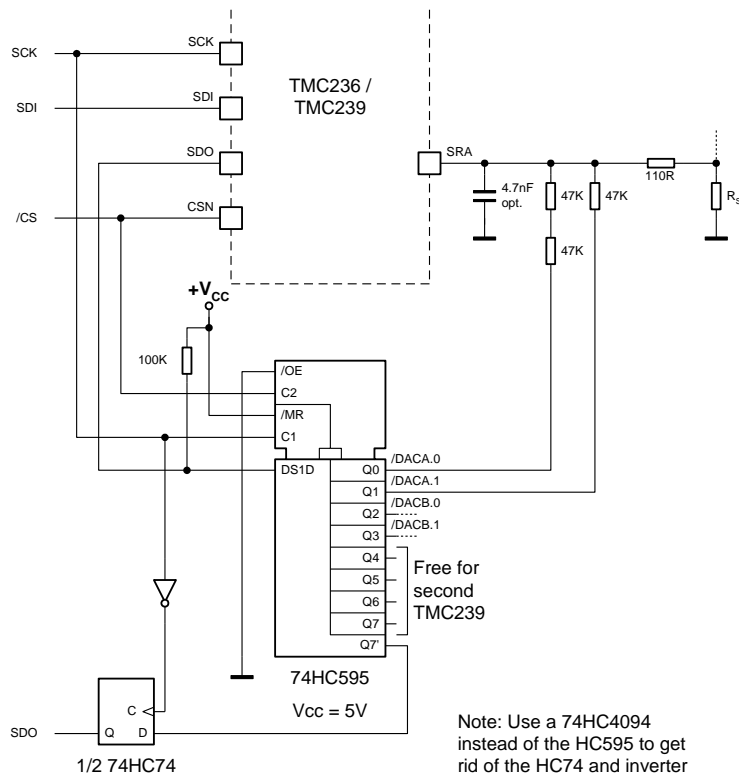 SCK
SCK
TMC236 /
TMC239
SDI
SDI
SDO
SRA
110R
4.7nF
opt.
47K
47K
R
S
/CS
CSN
47K
+V
CC
100K
/OE
C2
/MR
C1
DS1D
Q0
/DACA.0
Q1
/DACA.1
Q2
/DACB.0
Q3
/DACB.1
Q4
Q5
Q6
Q7
Q7'
Free for
second
TMC239
74HC595
Vcc = 5V
C
SDO
Q
D
1/2 74HC74
Note: Use a 74HC4094
instead of the HC595 to get
rid of the HC74 and inverter